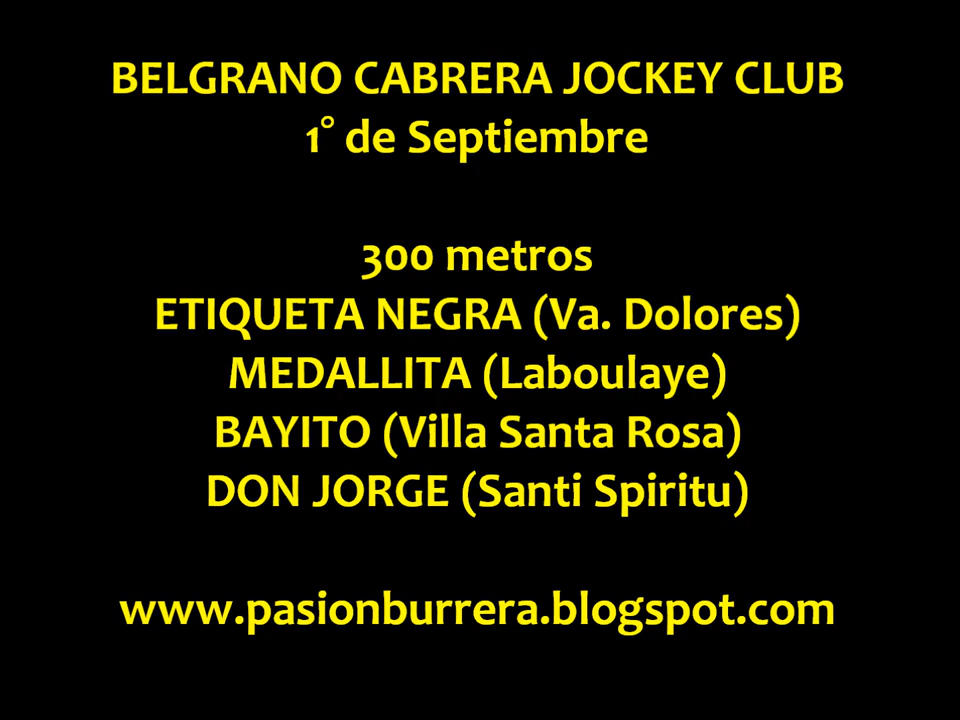 BELGRANO CABRERA JOCKEY CLUB
1° de Septiembre
300 metros
ETIQUETA NEGRA (Va. Dolores)
MEDALLITA (Laboulaye)
BAYITO (Villa Santa Rosa)
DON JORGE (Santi Spiritu)
www.pasionburrera.blogspot.com